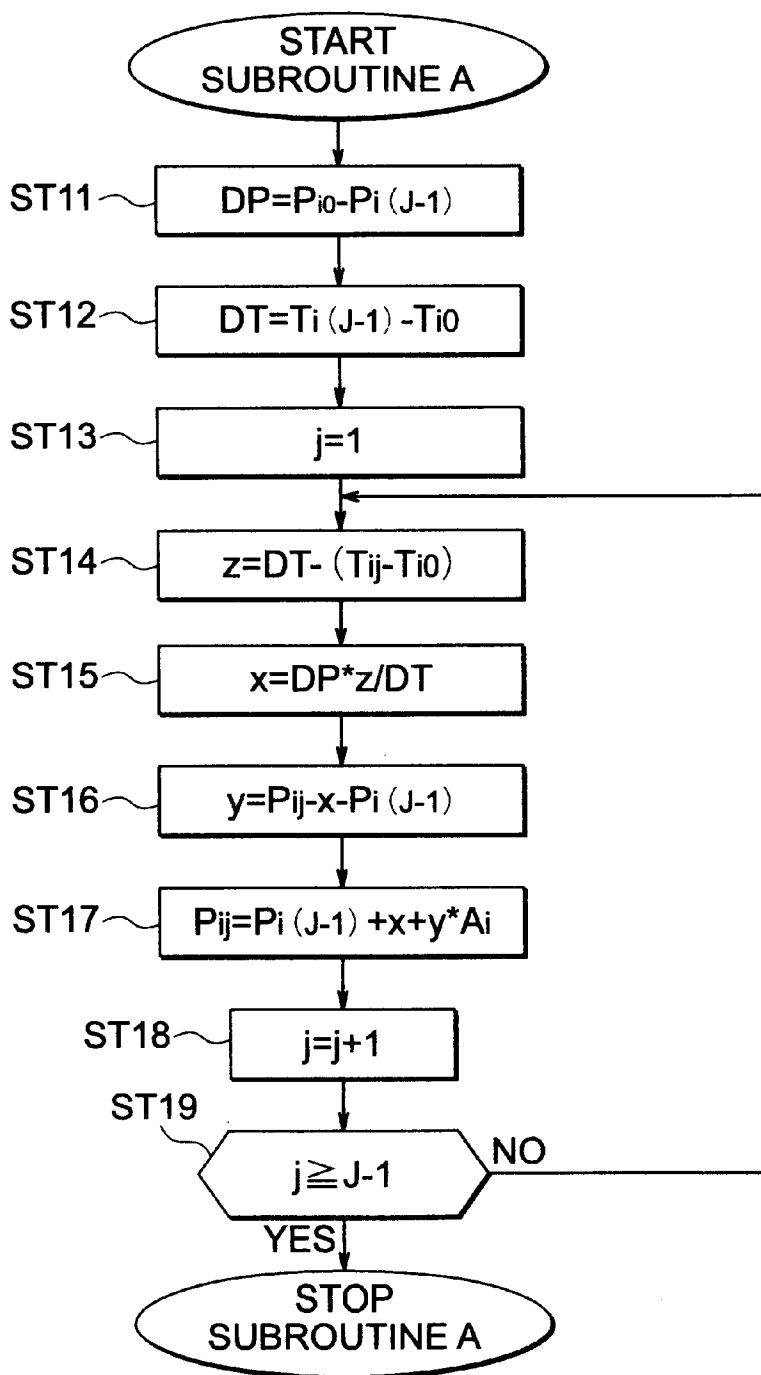 START
SUBROUTINE A
ST11
DP=Pi0-Pi (J-1)
ST12
DT=Ti (J-1) -Ti0
ST13
j=1
ST14
z=DT- (Tij-Ti0)
ST15
x=DP*z/DT
ST16
y=Pij-x-Pi (J-1)
ST17
Pij=Pi (J-1) +x+y*Ai
ST18
j=j+1
ST19
j≧J-1
NO
YES
STOP
SUBROUTINE A